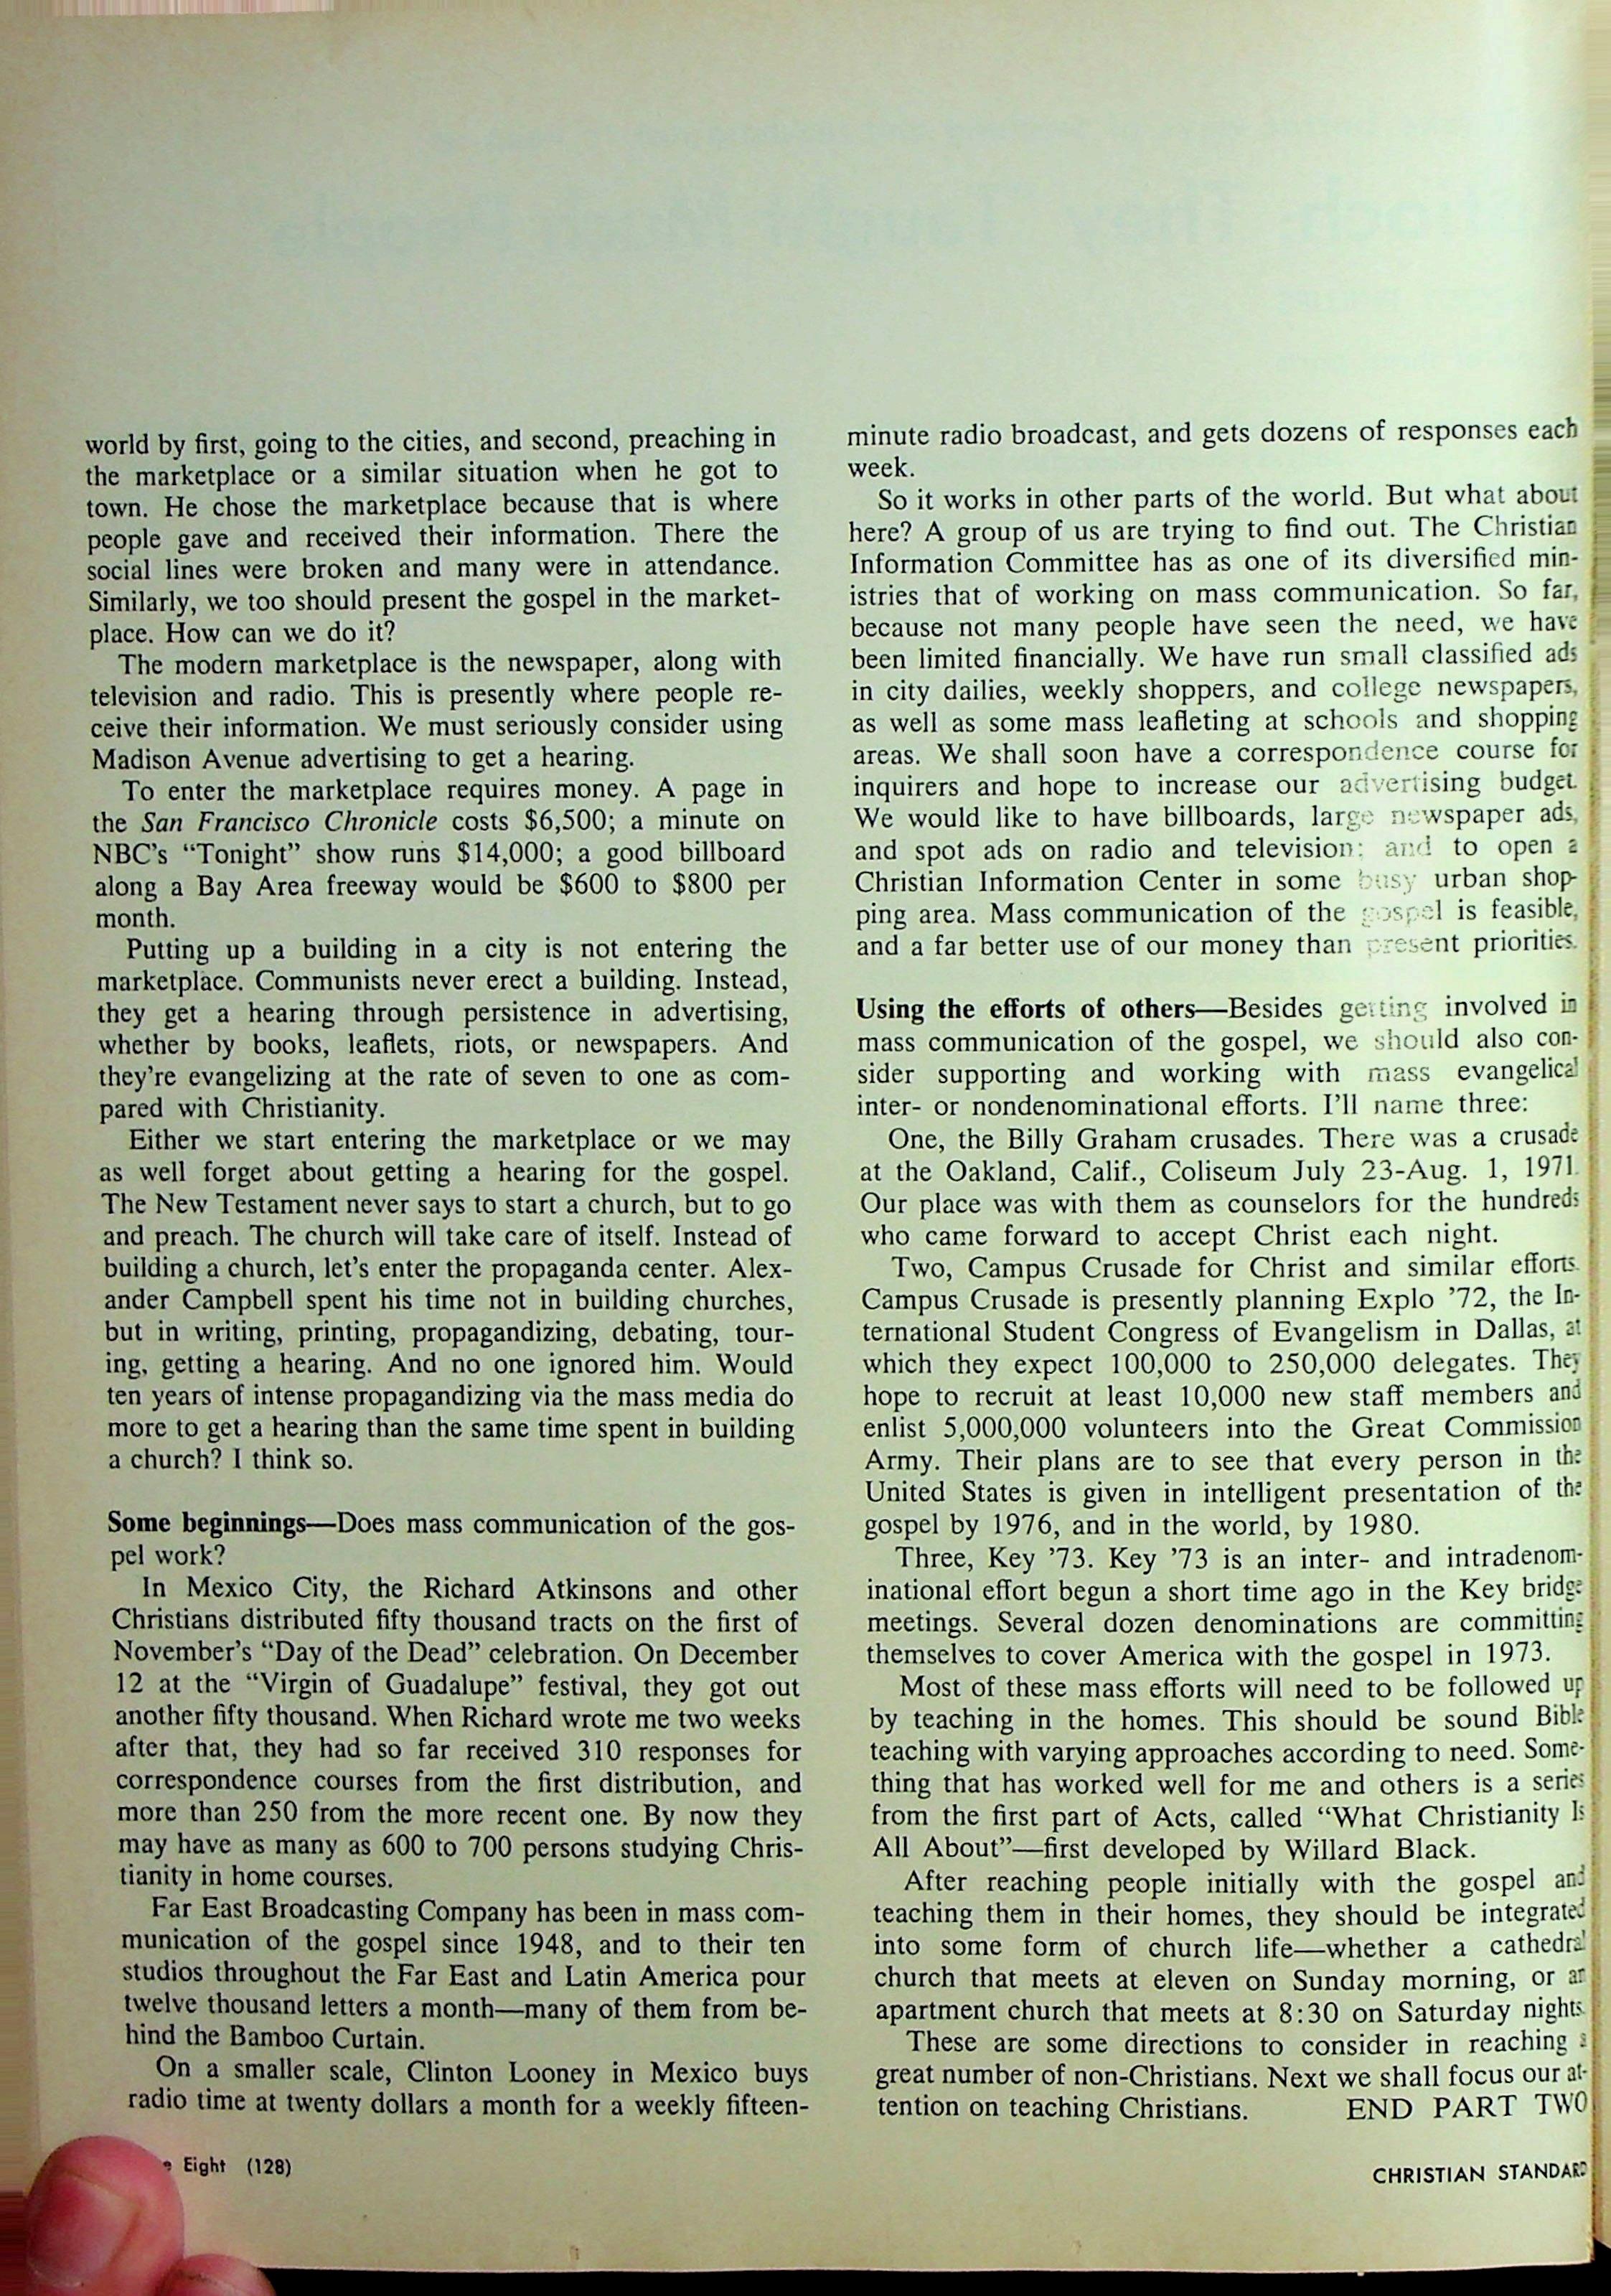 world by first, going to the cities, and second, preaching in
the marketplace or a similar situation when he got to
town. He chose the marketplace because that is where
people gave and received their information. There the
social lines were broken and many were in attendance.
Similarly, we too should present the gospel in the market-
place. How can we do it?
The modern marketplace is the newspaper, along with
television and radio. This is presently where people re-
ceive their information. We must seriously consider using
Madison Avenue advertising to get a hearing.
To enter the marketplace requires money. A page in
the San Francisco Chronicle costs $6,500; a minute on
NBC's “Tonight” show runs $14,000; a good billboard
along a Bay Area freeway would be $600 to $800 per
month.
Putting up a building in a city is not entering the
marketplace. Communists never erect a building. Instead,
they get a hearing through persistence in advertising,
whether by books, leaflets, riots, or newspapers. And
they're evangelizing at the rate of seven to one as com-
pared with Christianity.
Either we start entering the marketplace or we may
as well forget about getting a hearing for the gospel.
The New Testament never says to start a church, but to go
and preach. The church will take care of itself. Instead of
building a church, let's enter the propaganda center. Alex-
ander Campbell spent his time not in building churches,
but in writing, printing, propagandizing, debating, tour-
ing, getting a hearing. And no one ignored him. Would
ten years of intense propagandizing via the mass media do
more to get a hearing than the same time spent in building
a church? I think so.
Some beginnings—Does mass communication of the gos-
pel work?
In Mexico City, the Richard Atkinsons and other
Christians distributed fifty thousand tracts on the first of
November's “Day of the Dead” celebration. On December
12 at the “Virgin of Guadalupe” festival, they got out
another fifty thousand. When Richard wrote me two weeks
after that, they had so far received 310 responses for
correspondence courses from the first distribution, and
more than 250 from the more recent one. By now they
may have as many as 600 to 700 persons studying Chris-
tianity in home courses.
Far East Broadcasting Company has been in mass com-
munication of the gospel since 1948, and to their ten
studios throughout the Far East and Latin America pour
twelve thousand letters a month—many of them from be-
hind the Bamboo Curtain.
On a smaller scale, Clinton Looney in Mexico buys
radio time at twenty dollars a month for a weekly fifteen-
minute radio broadcast, and gets dozens of responses each
week.
So it works in other parts of the world. But what about
here? A group of us are trying to find out. The Christian
Information Committee has as one of its diversified min-
istries that of working on mass communication. So far,
because not many people have seen the need, we have
been limited financially. We have run small classified ads
in city dailies, weekly shoppers, and college newspapers,
as well as some mass leafleting at schools and shopping
areas. We shall soon have a correspondence course for
inquirers and hope to increase our advertising budget.
We would like to have billboards, large newspaper ads,
and spot ads on radio and television; and to open a
Christian Information Center in some busy urban shop-
ping area. Mass communication of the gospel is feasible,
and a far better use of our money than present priorities.
Using the efforts of others—Besides getting involved in
mass communication of the gospel, we should also con-
sider supporting and working with mass evangelical
inter- or nondenominational efforts. I'll name three:
One, the Billy Graham crusades. There was a crusade
at the Oakland, Calif., Coliseum July 23-Aug. 1, 1971.
Our place was with them as counselors for the hundreds
who came forward to accept Christ each night.
Two, Campus Crusade for Christ and similar efforts.
Campus Crusade is presently planning Explo '72, the In-
ternational Student Congress of Evangelism in Dallas, at
which they expect 100,000 to 250,000 delegates. They
hope to recruit at least 10,000 new staff members and
enlist 5,000,000 volunteers into the Great Commission
Army. Their plans are to see that every person in the
United States is given in intelligent presentation of the
gospel by 1976, and in the world, by 1980.
Three, Key '73. Key '73 is an inter- and intradenom-
inational effort begun a short time ago in the Key bridge
meetings. Several dozen denominations are committing
themselves to cover America with the gospel in 1973.
Most of these mass efforts will need to be followed up
by teaching in the homes. This should be sound Bible
teaching with varying approaches according to need. Some-
thing that has worked well for me and others is a series
from the first part of Acts, called “What Christianity Is
All About”—first developed by Willard Black.
After reaching people initially with the gospel and
teaching them in their homes, they should be integrated
into some form of church life—whether a cathedral
church that meets at eleven on Sunday morning, or an
apartment church that meets at 8:30 on Saturday nights.
These are some directions to consider in reaching a
great number of non-Christians. Next we shall focus our at-
tention on teaching Christians. END PART TWO
Eight (128)
CHRISTIAN STANDARD